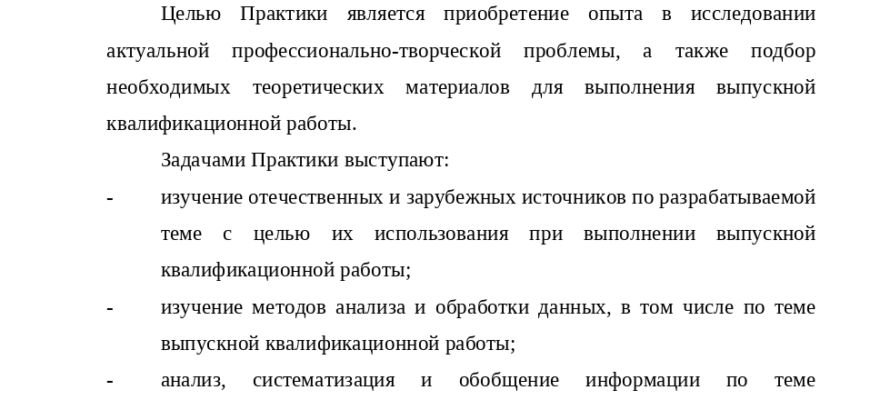 Целью Практики является приобретение опыта в исследовании
актуальной профессионально-творческой проблемы, а также подбор
необходимых теоретических материалов для выполнения выпускной
квалификационной работы.
Задачами Практики выступают:
- изучение отечественных и зарубежных источников по разрабатываемой
теме с целью их использования при выполнении выпускной
квалификационной работы;
- изучение методов анализа и обработки данных, в том числе по теме
выпускной квалификационной работы;
- анализ, систематизация и обобщение информации по теме